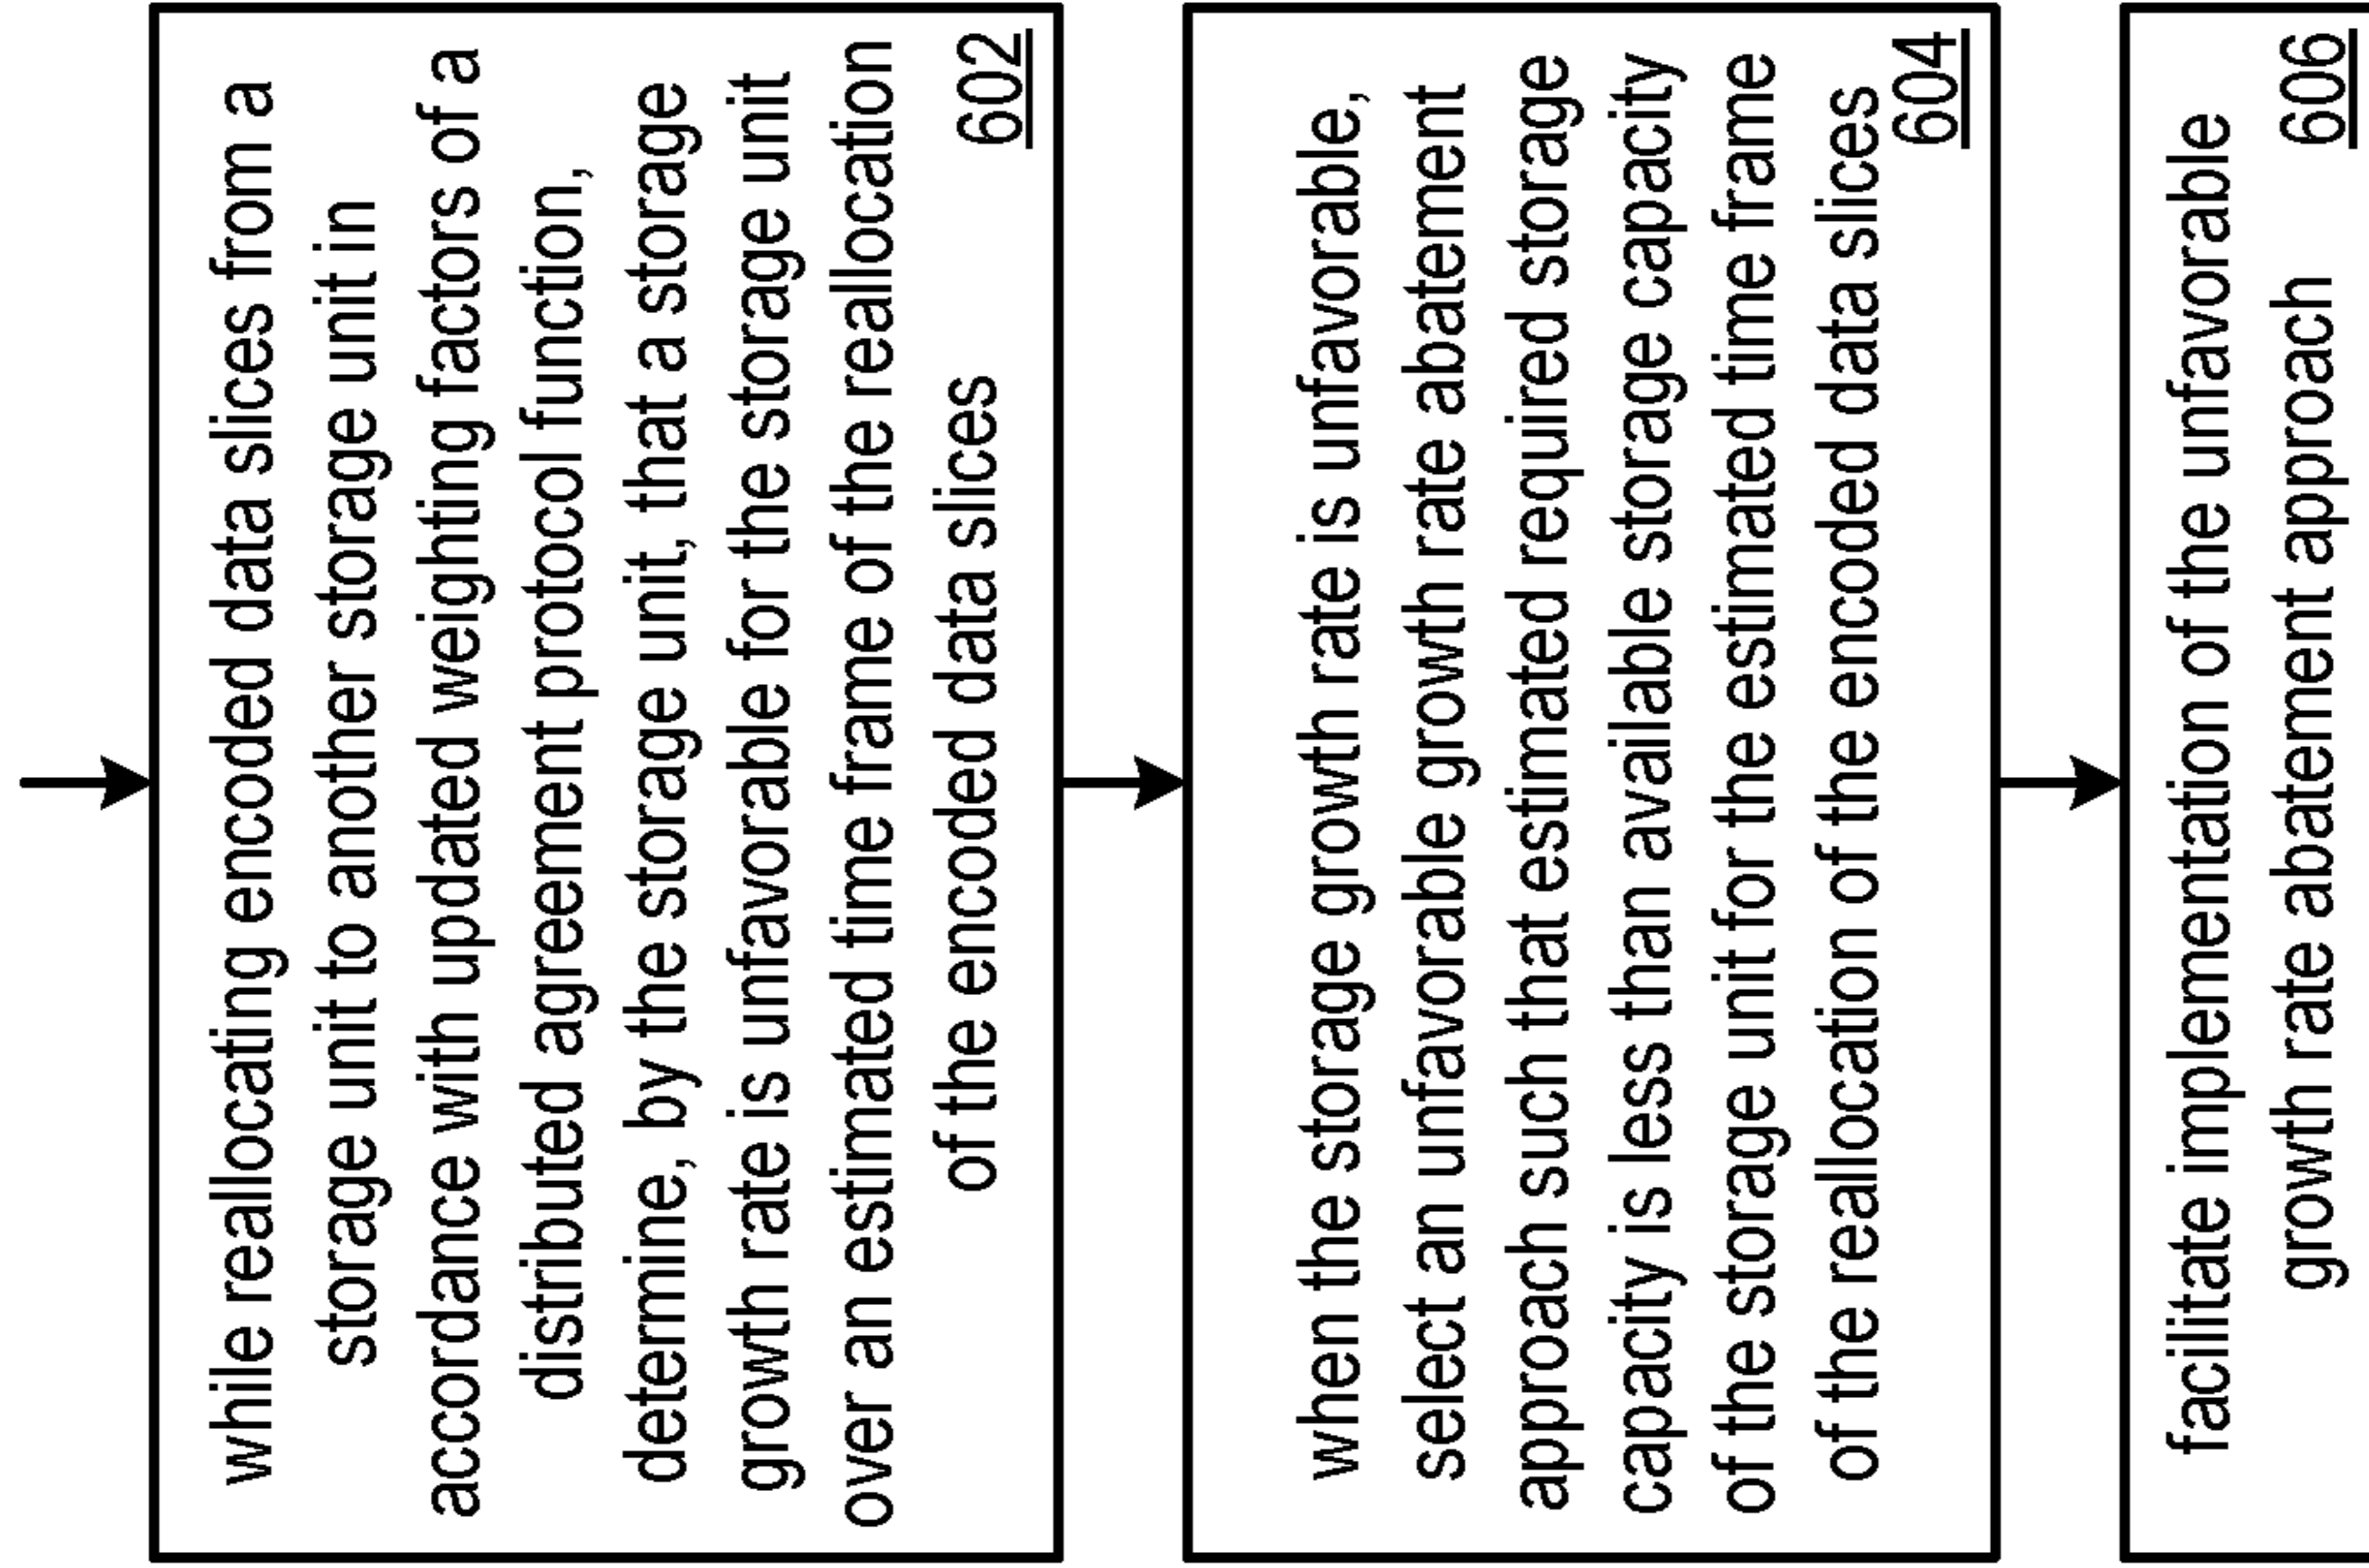 while reallocating encoded data slices from a
storage unit to another storage unit in
accordance with updated weighting factors of a
distributed agreement protocol function,
determine, by the storage unit, that a storage
growth rate is unfavorable for the storage unit
over an estimated time frame of the reallocation
of the encoded data slices
602
when the storage growth rate is unfavorable,
select an unfavorable growth rate abatement
approach such that estimated required storage
capacity is less than available storage capacity
of the storage unit for the estimated time frame
of the reallocation of the encoded data slices
604
facilitate implementation of the unfavorable
growth rate abatement approach 606